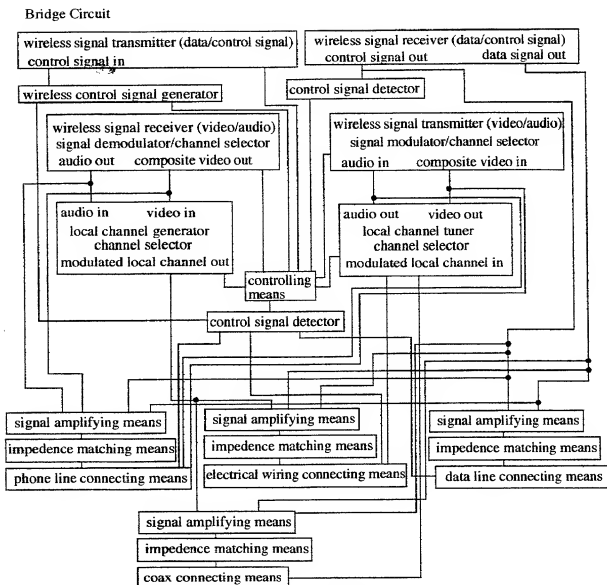 Bridge Circuit
wireless signal transmitter (data/control signal)
control signal in
wireless signal receiver (data/control signal)
control signal out data signal out
wireless control signal generator
control signal detector
wireless signal receiver (video/audio)
signal demodulator/channel selector
audio out composite video out
wireless signal transmitter (video/audio)
signal modulator/channel selector
audio in composite video in
audio in video in
local channel generator
channel selector
modulated local channel out
audio out video out
local channel tuner
channel selector
modulated local channel in
controlling
means
control signal detector
signal amplifying means
impedence matching means
phone line connecting means
signal amplifying means
impedence matching means
electrical wiring connecting means
signal amplifying means
impedence matching means
data line connecting means
signal amplifying means
impedence matching means
coax connecting means